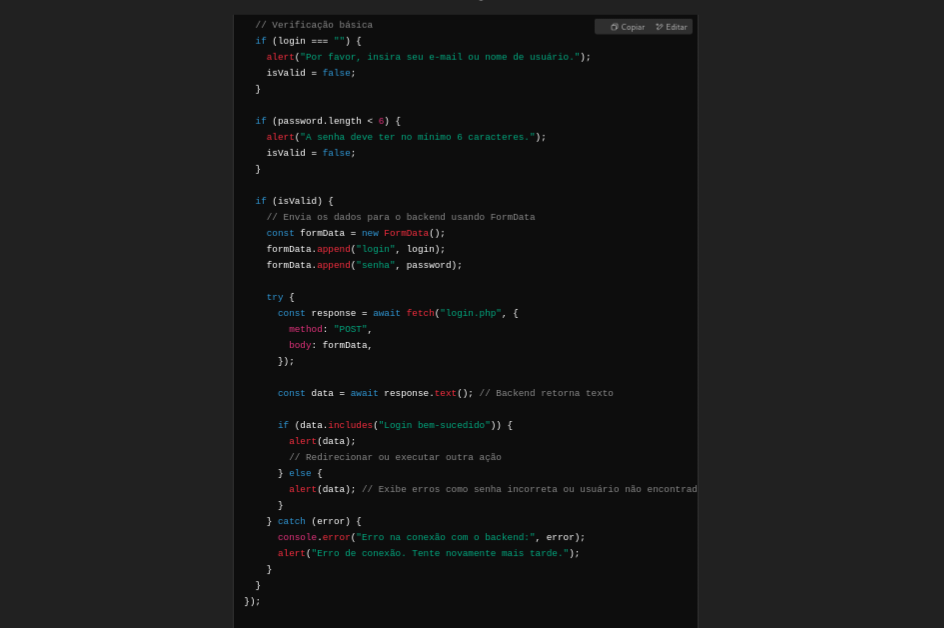 // Verificação básica
Copiar Editar
if (login === "") {
alert("Por favor, insira seu e-mail ou nome de usuário.");
isValid = false;
}
if (password.length < 6) {
alert("A senha deve ter no mínimo 6 caracteres.");
isValid = false;
}
if (isValid) {
// Envia os dados para o backend usando FormData
const formData = new FormData();
formData.append("login", login);
formData.append("senha", password);
try {
const response = await fetch("login.php", {
method: "POST",
body: formData,
});
const data = await response.text(); // Backend retorna texto
if (data.includes("Login bem-sucedido")) {
alert(data);
// Redirecionar ou executar outra ação
} else {
alert(data); // Exibe erros como senha incorreta ou usuário não encontrad
}
} catch (error) {
console.error("Erro na conexão com o backend:", error);
alert("Erro de conexão. Tente novamente mais tarde.");
}
}
});